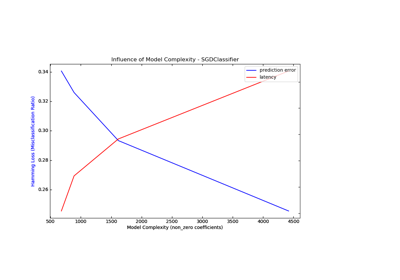 Influence of Model Complexity - SGDClassifier
prediction error
latency
0.34
0.32
0.30
0.28
0.26
Hamming Loss (Misclassification Ratio)
500 1000 1500 2000 2500 3000 3500 4000 4500
Model Complexity (non_zero coefficients)